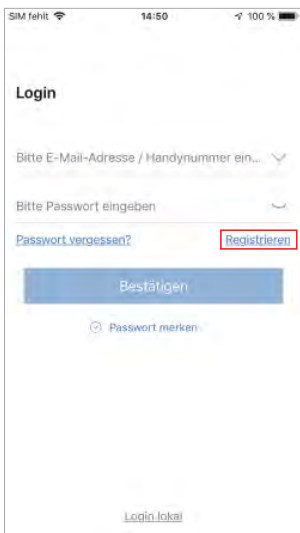 SIM fehlt 14:50 100 %
Login
Bitte E-Mail-Adresse / Handynummer ein...
Bitte Passwort eingeben
Passwort vergessen? Registrieren
Bestätigen
Passwort merken
Login lokal